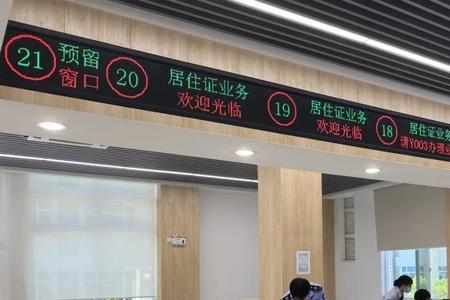 21
预留
窗口
20
居住证业务
欢迎光临
19
居住证业务
欢迎光临
18
居住证业务
请Y003办理